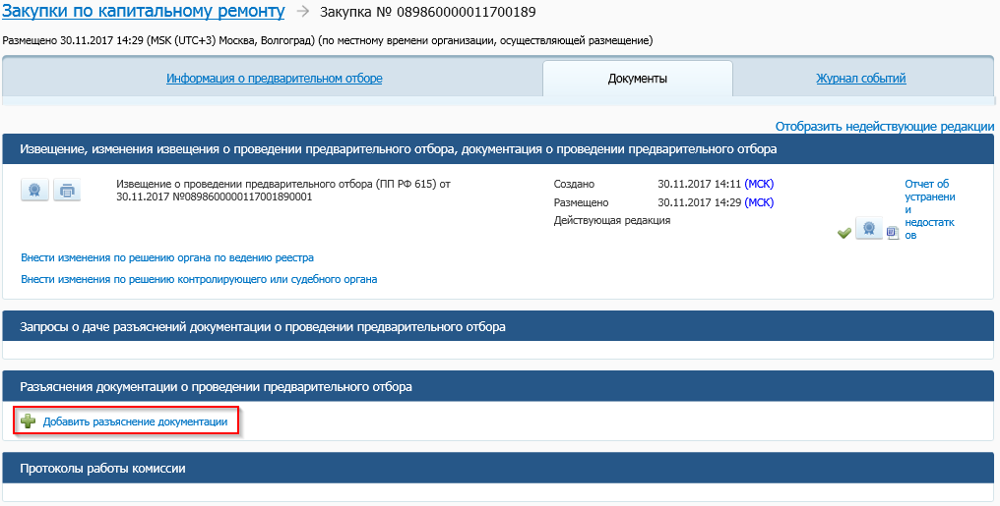 Закупки по капитальному ремонту → Закупка № 089860000011700189
Размещено 30.11.2017 14:29 (MSK (UTC+3) Москва, Волгоград) (по местному времени организации, осуществляющей размещение)
Информация о предварительном отборе Документы Журнал событий
Отобразить недействующие редакции
Извещение, изменения извещения о проведении предварительного отбора, документация о проведении предварительного отбора
Извещение о проведении предварительного отбора (ПП РФ 615) от
30.11.2017 №0898600000117001890001
Создано 30.11.2017 14:11 (МСК)
Размещено 30.11.2017 14:29 (МСК)
Действующая редакция
Отчет об
устранени
и
недостатк
ов
Внести изменения по решению органа по ведению реестра
Внести изменения по решению контролирующего или судебного органа
Запросы о даче разъяснений документации о проведении предварительного отбора
Разъяснения документации о проведении предварительного отбора
Добавить разъяснение документации
Протоколы работы комиссии